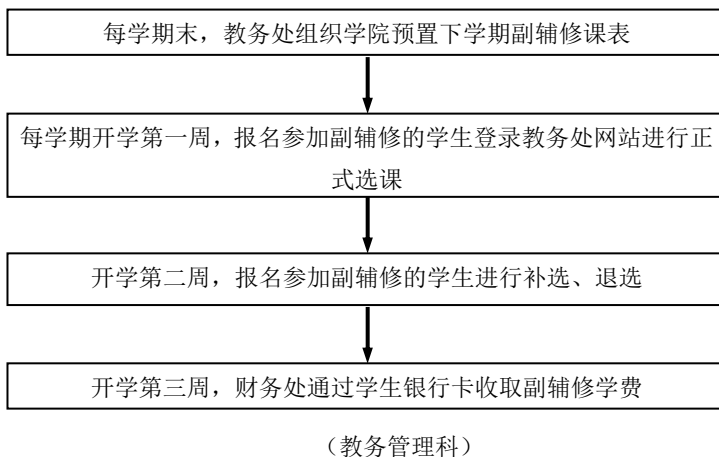 每学期末，教务处组织学院预置下学期副辅修课表
每学期开学第一周，报名参加副辅修的学生登录教务处网站进行正
式选课
开学第二周，报名参加副辅修的学生进行补选、退选
开学第三周，财务处通过学生银行卡收取副辅修学费
（教务管理科）